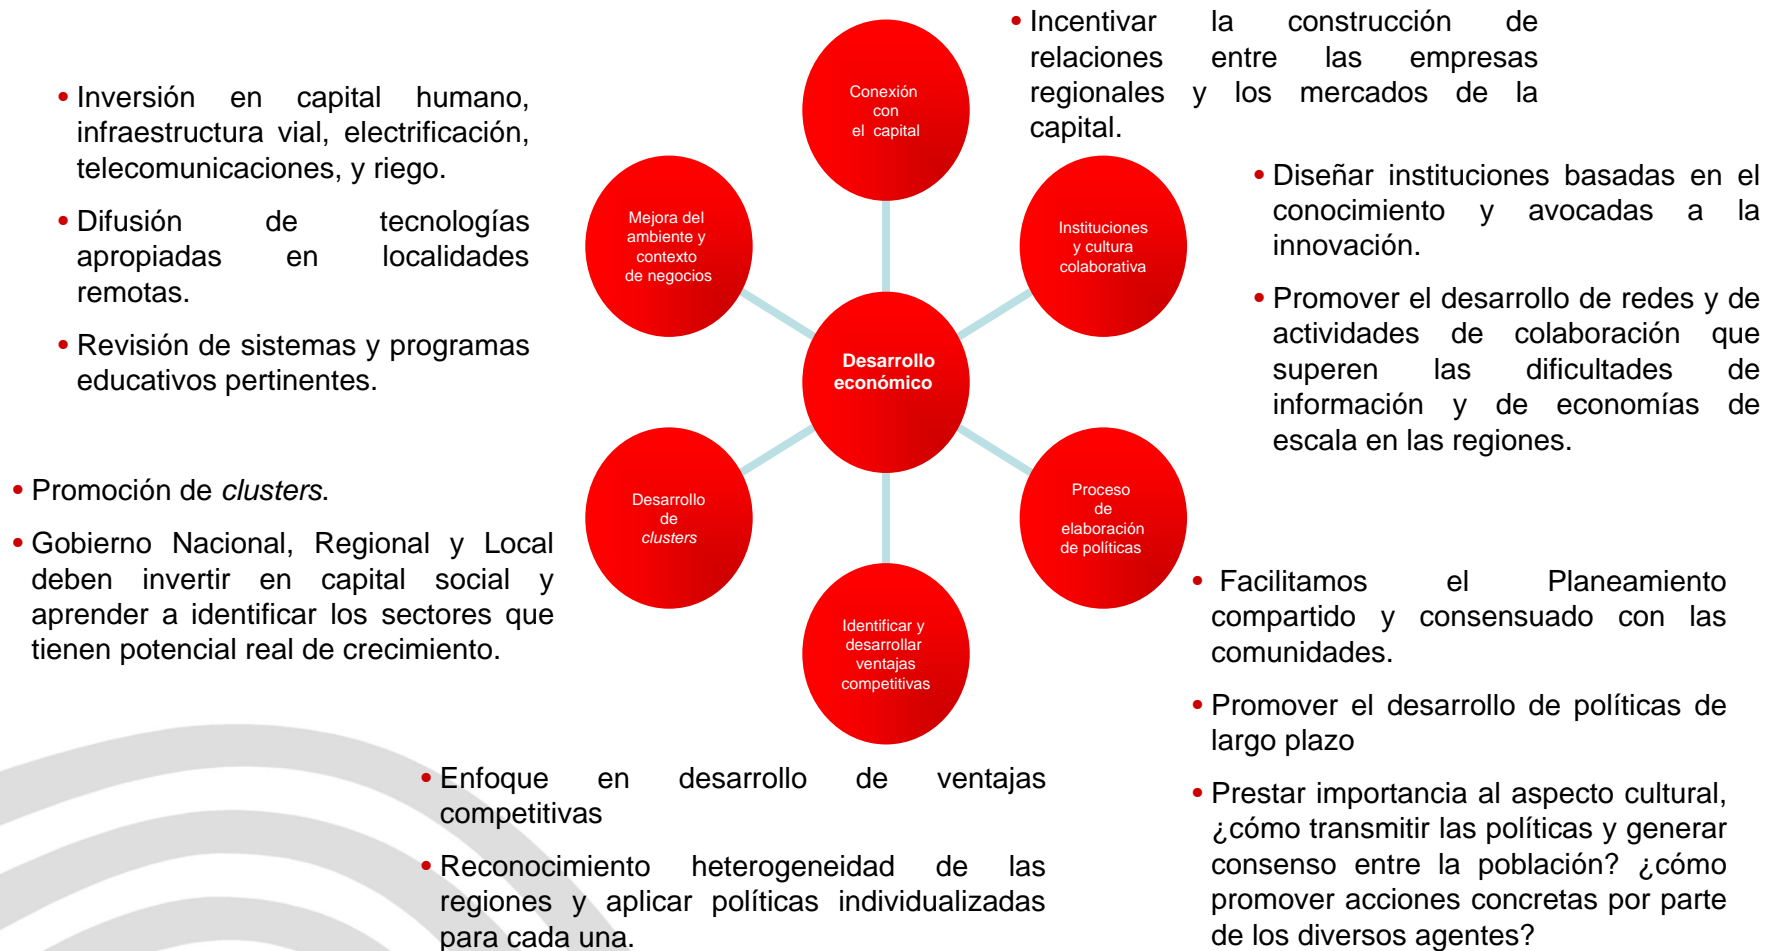 • Incentivar la construcción de
relaciones entre las empresas
regionales y los mercados de la
capital.
Conexión
con
el capital
• Inversión en capital humano,
infraestructura vial, electrificación,
telecomunicaciones, y riego.
• Difusión de tecnologías
apropiadas en localidades
remotas.
• Revisión de sistemas y programas
educativos pertinentes.
Mejora del
ambiente y
contexto
de negocios
Instituciones
y cultura
colaborativa
• Diseñar instituciones basadas en el
conocimiento y avocadas a la
innovación.
• Promover el desarrollo de redes y de
actividades de colaboración que
superen las dificultades de
información y de economías de
escala en las regiones.
Desarrollo
económico
• Promoción de clusters.
• Gobierno Nacional, Regional y Local
deben invertir en capital social y
aprender a identificar los sectores que
tienen potencial real de crecimiento.
Desarrollo
de
clusters
Proceso
de
elaboración
de políticas
• Facilitamos el Planeamiento
compartido y consensuado con las
comunidades.
• Promover el desarrollo de políticas de
largo plazo
• Prestar importancia al aspecto cultural,
¿cómo transmitir las políticas y generar
consenso entre la población? ¿cómo
promover acciones concretas por parte
de los diversos agentes?
Identificar y
desarrollar
ventajas
competitivas
• Enfoque en desarrollo de ventajas
competitivas
• Reconocimiento heterogeneidad de las
regiones y aplicar políticas individualizadas
para cada una.